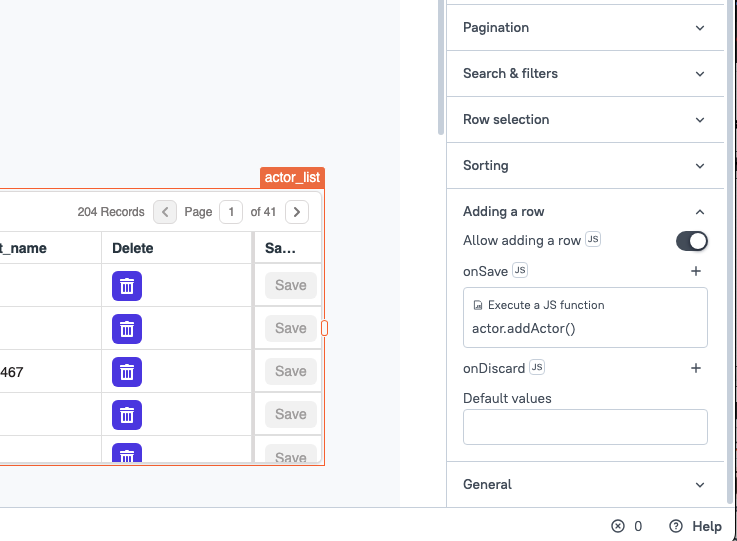 Pagination
Search & filters
Row selection
Sorting
Adding a row
Allow adding a row JS
onSave JS
Execute a JS function
actor.addActor()
onDiscard JS
Default values
General
actor_list
204 Records Page 1 of 41
t_name Delete Sa...
Save
Save
467 Save
Save
Save
0 Help